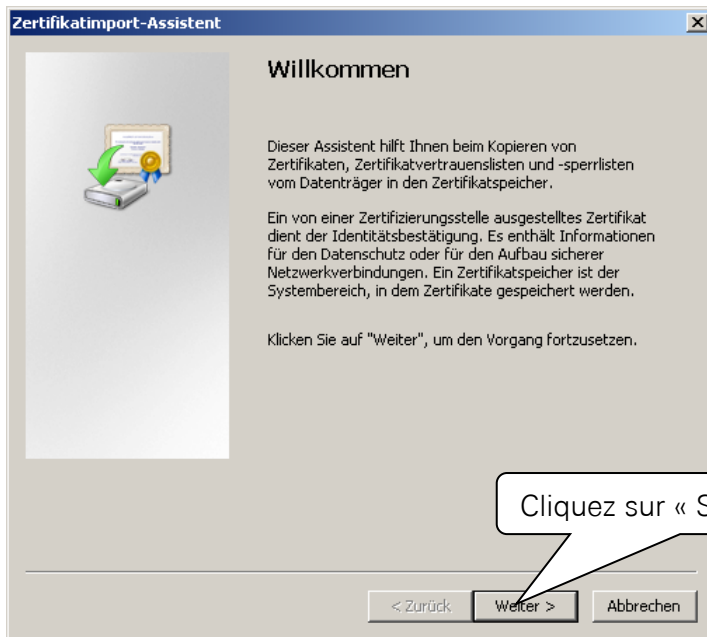 Zertifikatimport-Assistent
Willkommen
Dieser Assistent hilft Ihnen beim Kopieren von
Zertifikaten, Zertifikatvertrauenslisten und -sperrlisten
vom Datenträger in den Zertifikatspeicher.
Ein von einer Zertifizierungsstelle ausgestelltes Zertifikat
dient der Identitätsbestätigung. Es enthält Informationen
für den Datenschutz oder für den Aufbau sicherer
Netzwerkverbindungen. Ein Zertifikatspeicher ist der
Systembereich, in dem Zertifikate gespeichert werden.
Klicken Sie auf "Weiter", um den Vorgang fortzusetzen.
Cliquez sur « S
< Zurück
Weiter >
Abbrechen